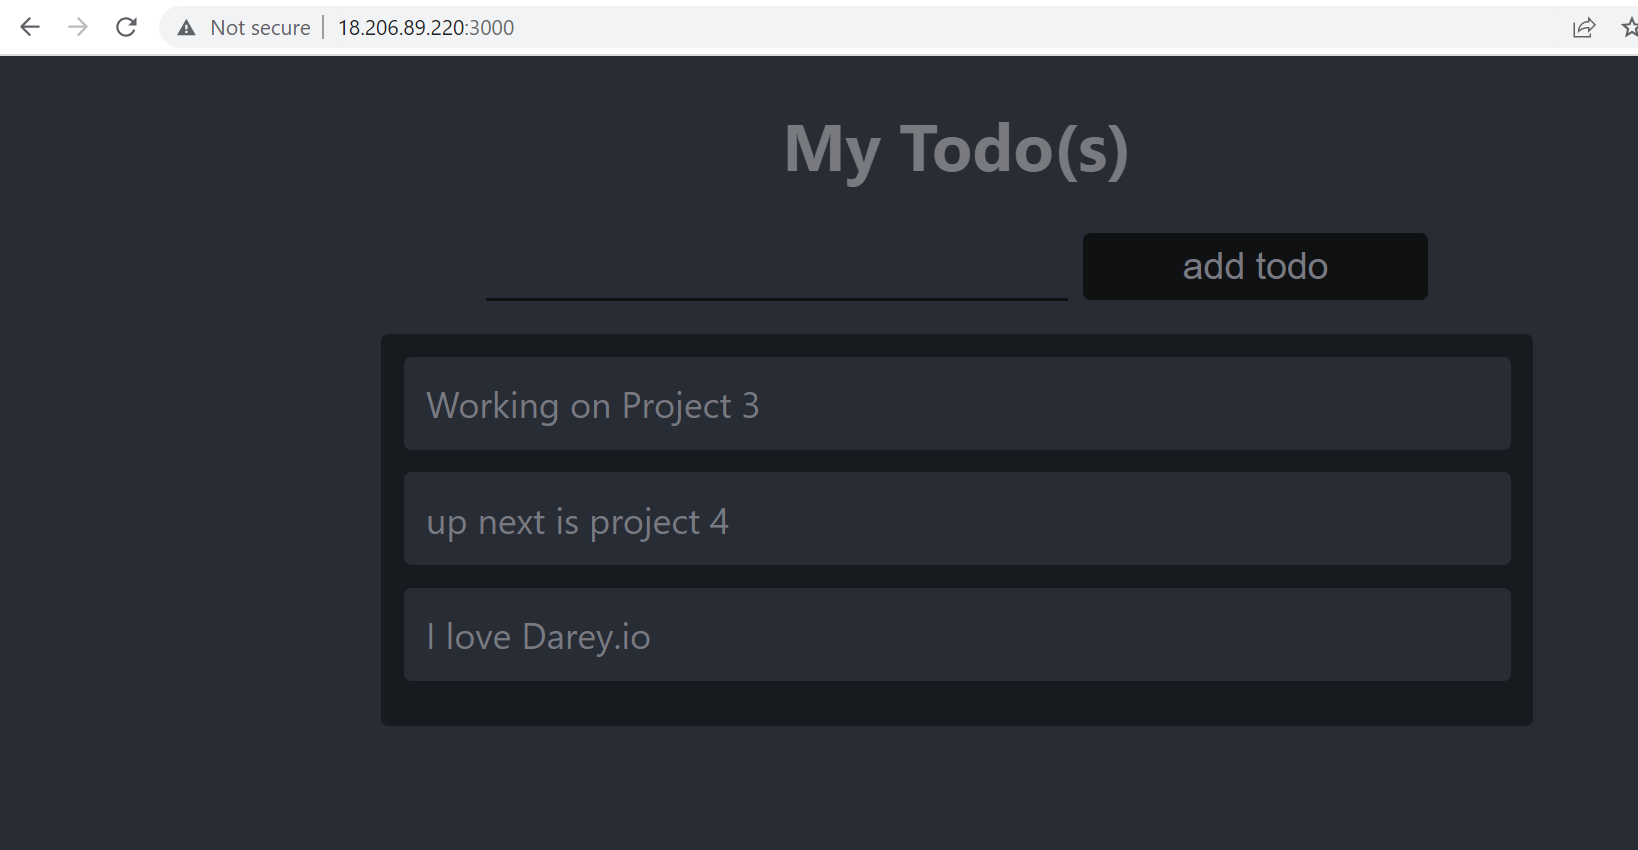 Not secure 18.206.89.220:3000
My Todo(s)
add todo
Working on Project 3
up next is project 4
I love Darey.io